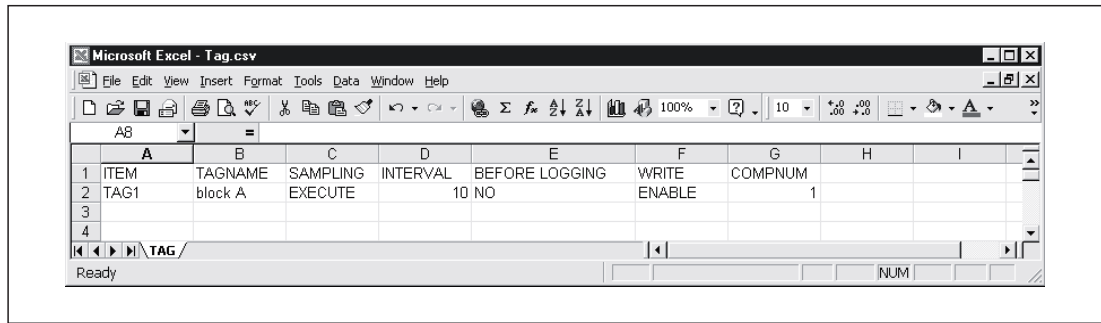 Microsoft Excel - Tag.csv
File Edit View Insert Format Tools Data Window Help
100% 10
A8 =
A B C D E F G H I
1 ITEM TAGNAME SAMPLING INTERVAL BEFORE LOGGING WRITE COMPNUM
2 TAG1 block A EXECUTE 10 NO ENABLE 1
3
4
TAG
Ready NUM